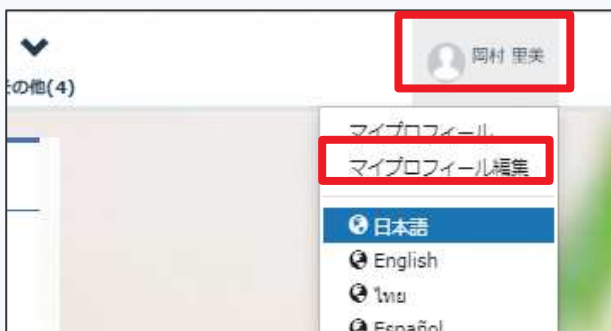 岡村 里美
その他(4)
マイプロフィール
マイプロフィール編集
日本語
English
ไทย
Español